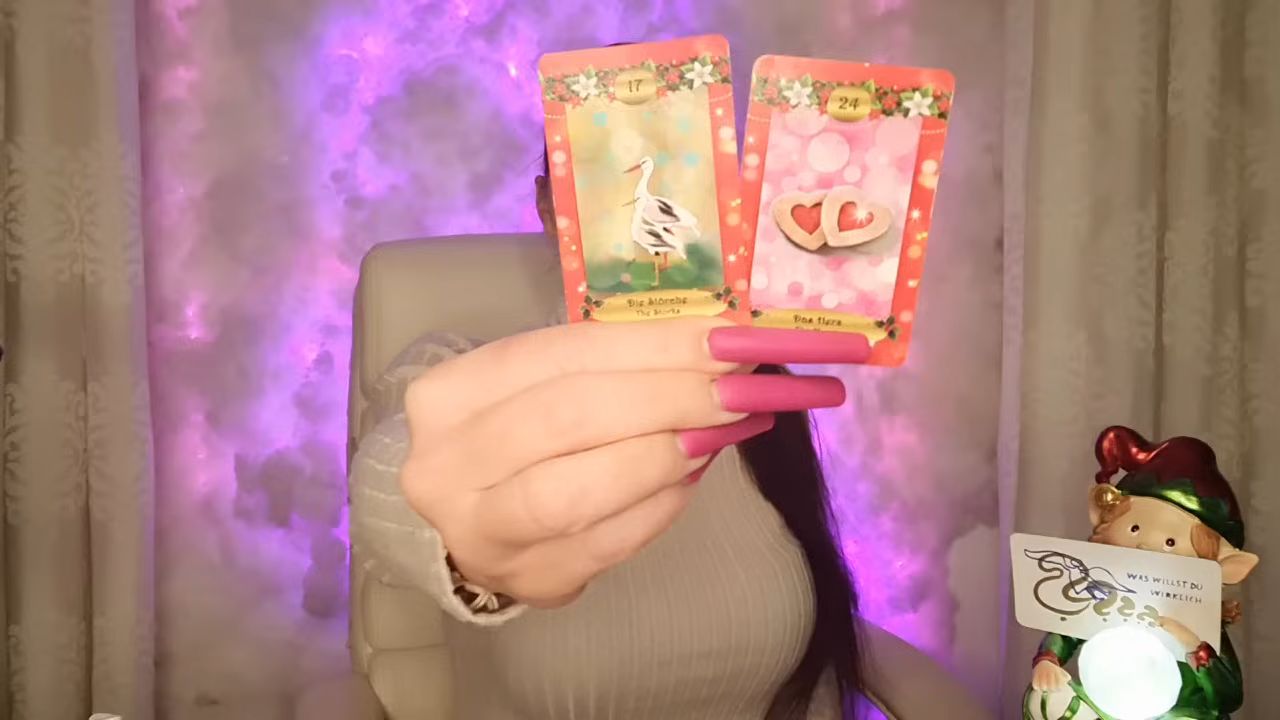 17
Die Störche
The Storks
24
Das Herz
WAS WILLST DU
WIRKLICH